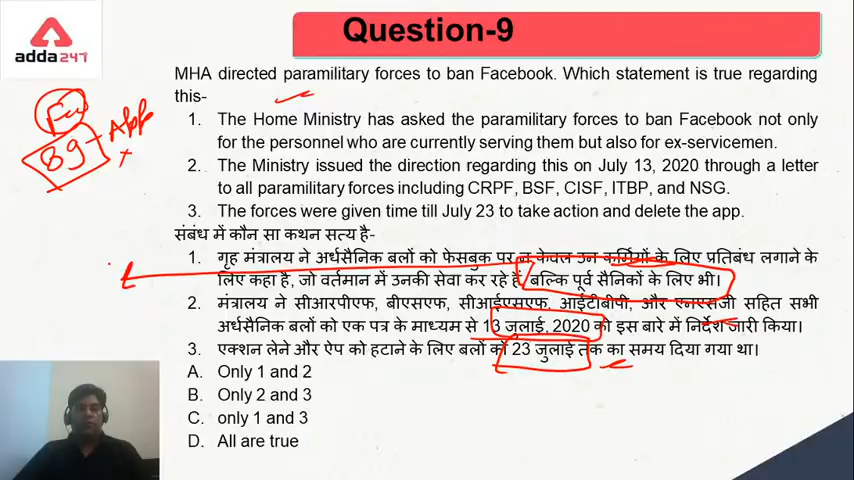 Question-9
adda247
MHA directed paramilitary forces to ban Facebook. Which statement is true regarding
this-
1. The Home Ministry has asked the paramilitary forces to ban Facebook not only
for the personnel who are currently serving them but also for ex-servicemen.
2. The Ministry issued the direction regarding this on July 13, 2020 through a letter
to all paramilitary forces including CRPF, BSF, CISF, ITBP, and NSG.
3. The forces were given time till July 23 to take action and delete the app.
संबंध में कौन सा कथन सत्य है-
1. गृह मंत्रालय ने अर्धसैनिक बलों को फेसबुक पर न केवल उन कर्मियों के लिए प्रतिबंध लगाने के
लिए कहा है, जो वर्तमान में उनकी सेवा कर रहे हैं बल्कि पूर्व सैनिकों के लिए भी।
2. मंत्रालय ने सीआरपीएफ, बीएसएफ, सीआईएसएफ, आईटीबीपी, और एनएसजी सहित सभी
अर्धसैनिक बलों को एक पत्र के माध्यम से 13 जुलाई, 2020 को इस बारे में निर्देश जारी किया।
3. एक्शन लेने और ऐप को हटाने के लिए बलों को 23 जुलाई तक का समय दिया गया था।
A. Only 1 and 2
B. Only 2 and 3
C. only 1 and 3
D. All are true
89 App